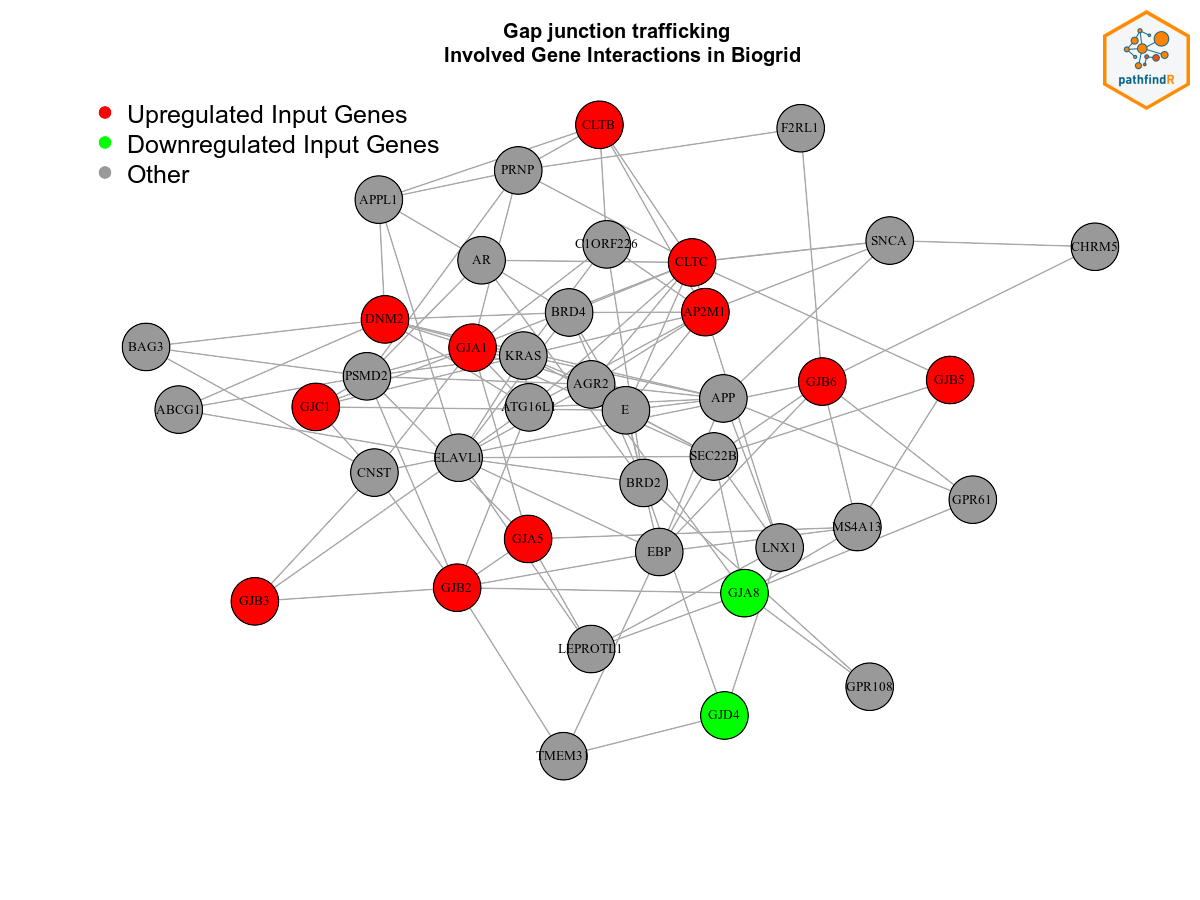 Gap junction trafficking
Involved Gene Interactions in Biogrid
pathfindR
Upregulated Input Genes
Downregulated Input Genes
Other
CLTB
F2RL1
PRNP
APPL1
SNCA
C1ORF226
CHRM5
AR
CLTC
BRD4
AP2M1
DNM2
BAG3
GJA1
KRAS
PSMD2
AGR2
GJB6
GJB5
APP
ABCG1
GJC1
ATG16L1
E
ELAVL1
SEC22B
CNST
BRD2
GPR61
MS4A13
GJA5
EBP
LNX1
GJB3
GJB2
GJA8
LEPROTL1
GPR108
GJD4
TMEM31